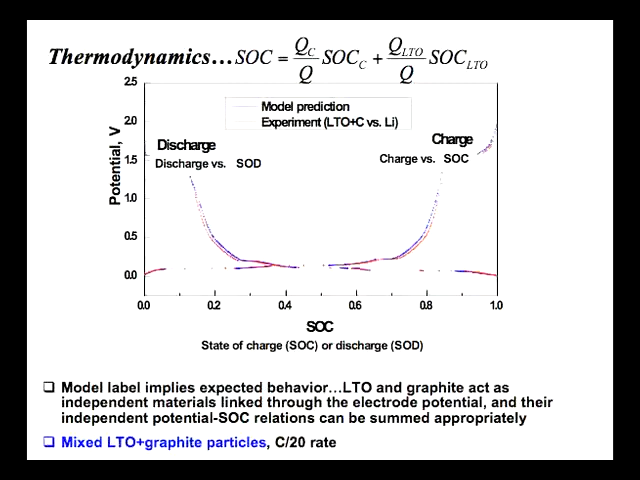 Thermodynamics...SOC = Q_C/Q SOC_C + Q_LTO/Q SOC_LTO
2.5
2.0
1.5
1.0
0.5
0.0
Potential, V
Model prediction
Experiment (LTO+C vs. Li)
Discharge
Discharge vs. SOD
Charge
Charge vs. SOC
0.0 0.2 0.4 0.6 0.8 1.0
SOC
State of charge (SOC) or discharge (SOD)
❑ Model label implies expected behavior...LTO and graphite act as
independent materials linked through the electrode potential, and their
independent potential-SOC relations can be summed appropriately
❑ Mixed LTO+graphite particles, C/20 rate